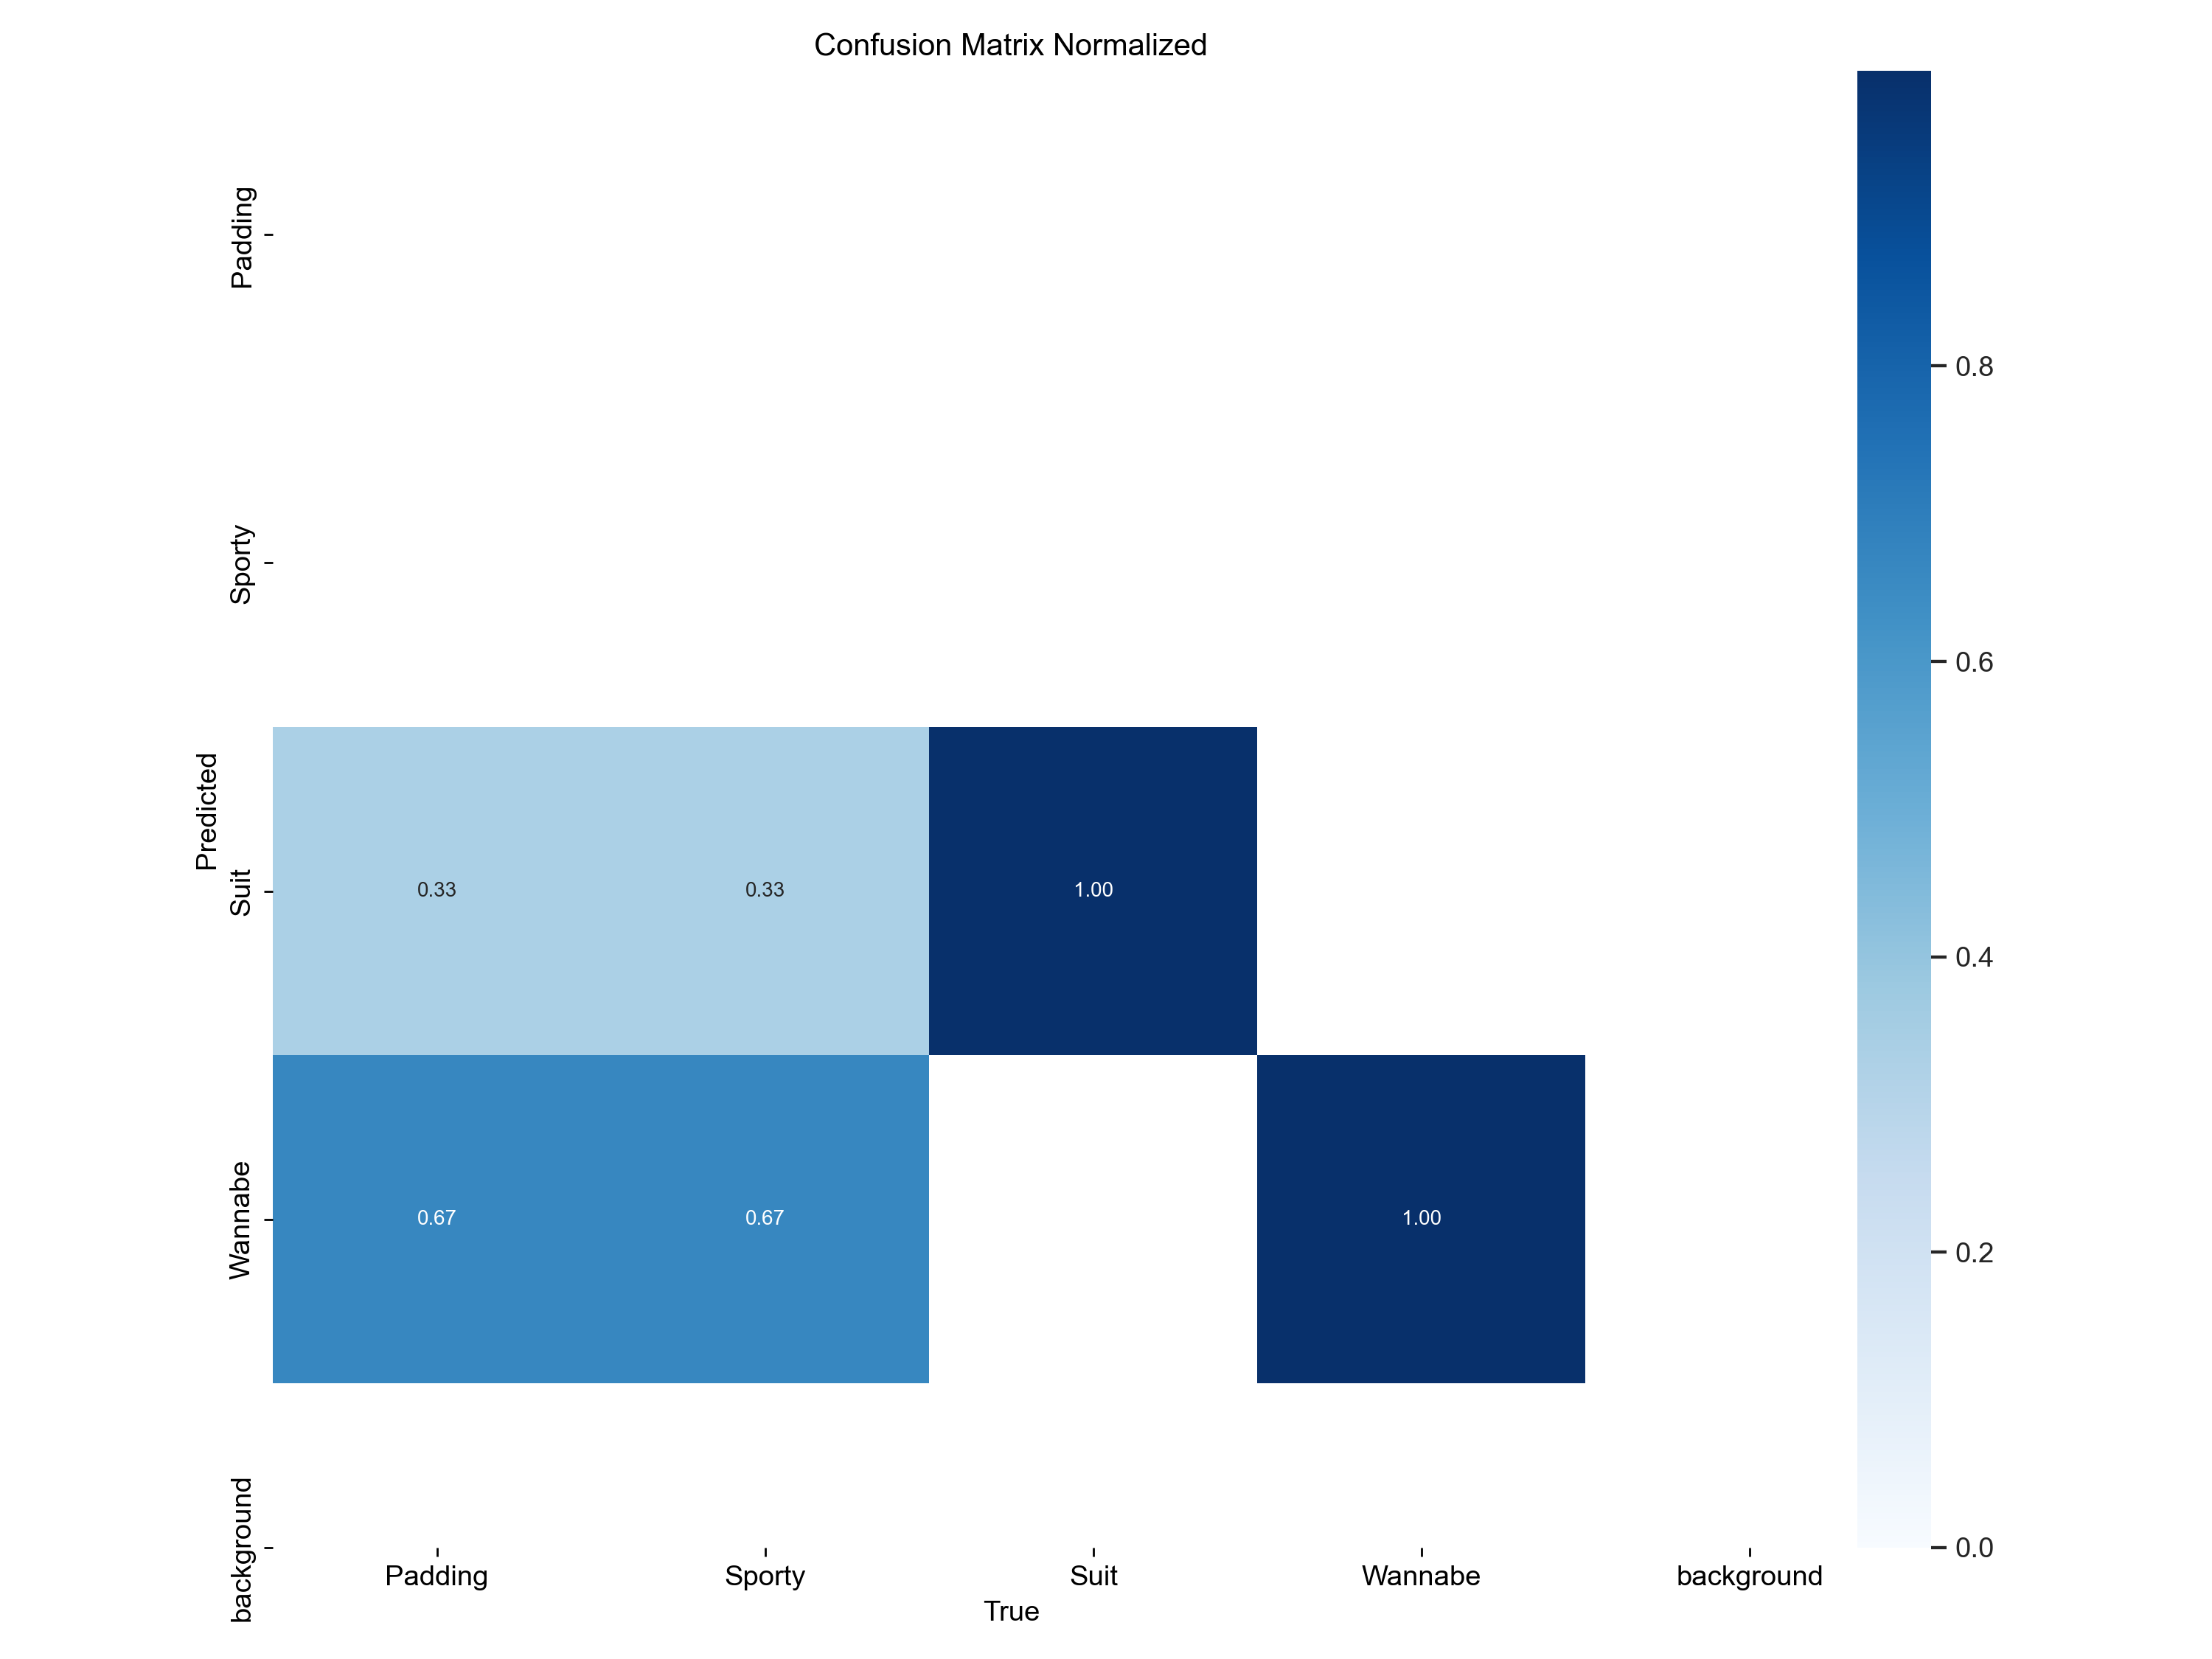 Confusion Matrix Normalized
Padding
Sporty
Suit
Wannabe
background
Predicted
0.33 0.33 1.00
0.67 0.67 1.00
Padding Sporty Suit Wannabe background
True
0.8
0.6
0.4
0.2
0.0